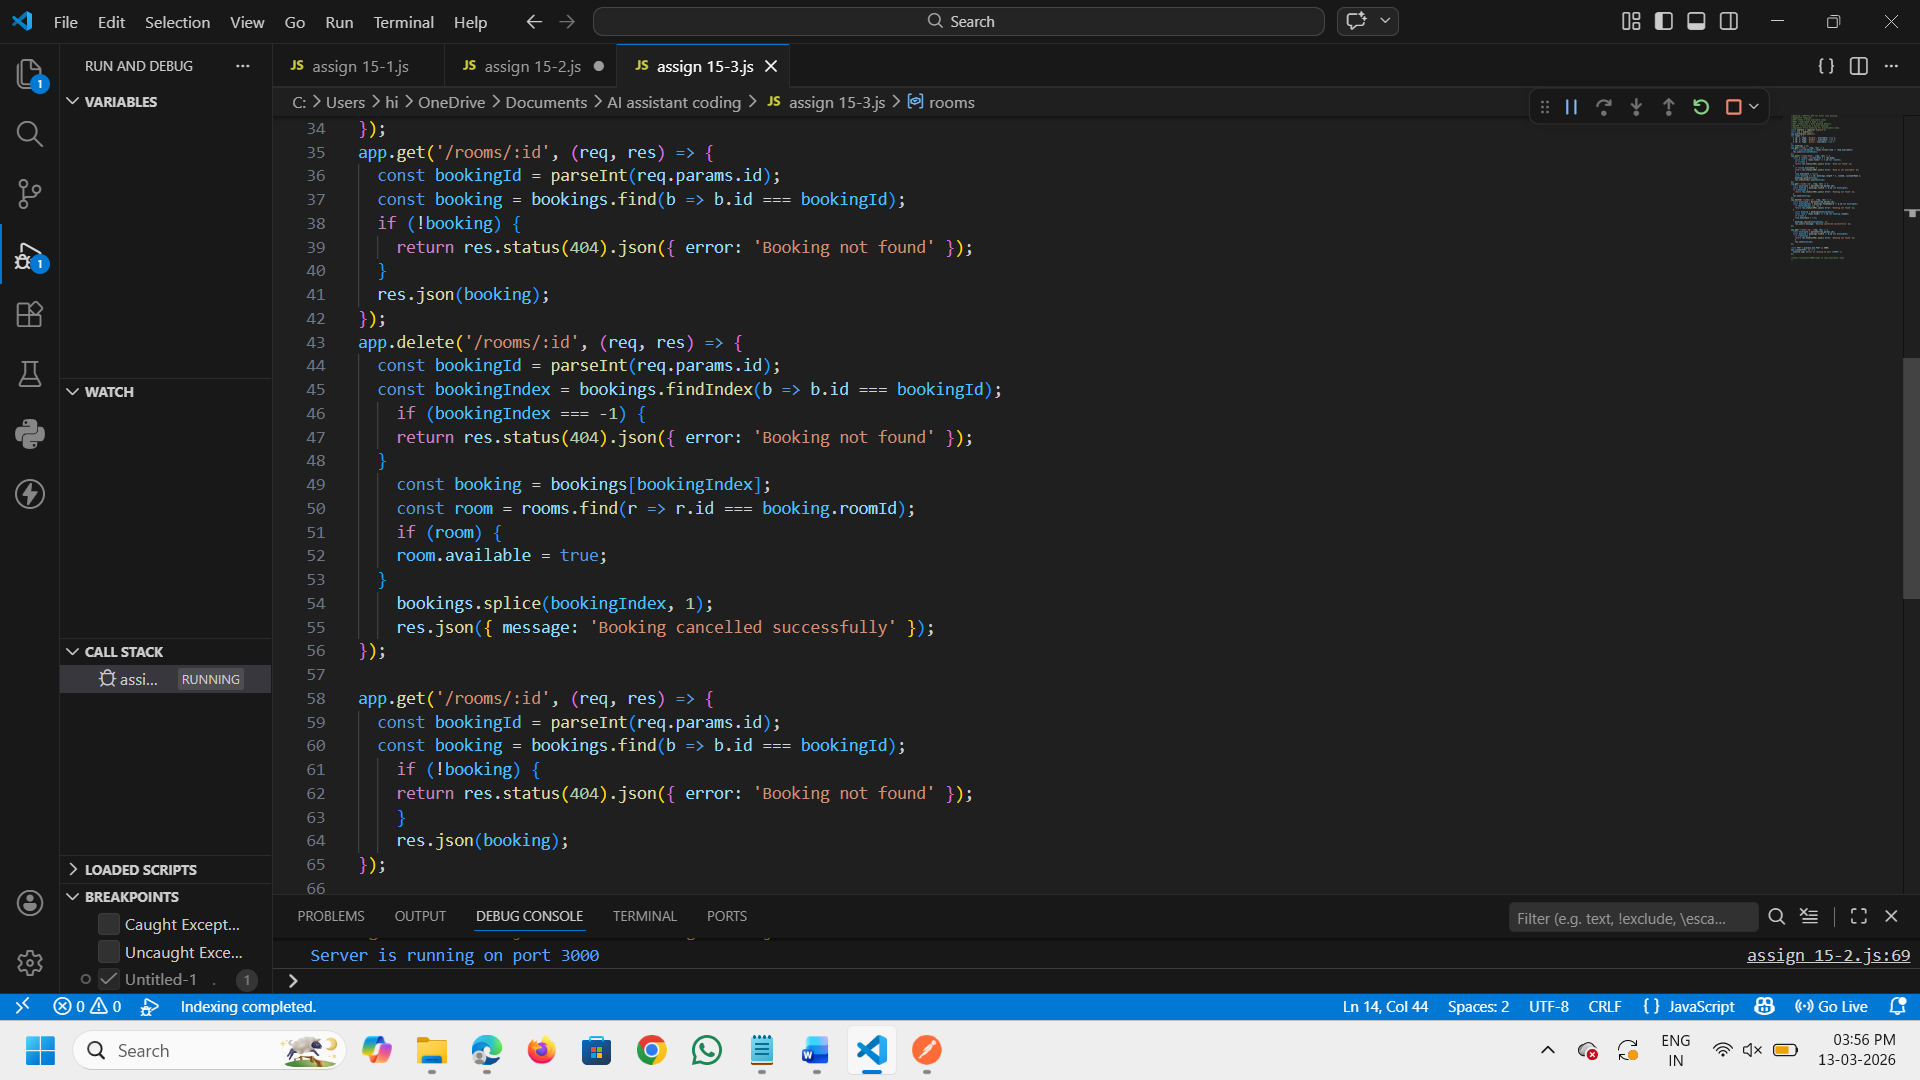 File Edit Selection View Go Run Terminal Help
Search
RUN AND DEBUG
JS assign 15-1.js
JS assign 15-2.js
JS assign 15-3.js
C: > Users > hi > OneDrive > Documents > AI assistant coding > JS assign 15-3.js > rooms
VARIABLES
WATCH
CALL STACK
assi... RUNNING
LOADED SCRIPTS
BREAKPOINTS
Caught Except...
Uncaught Exce...
Untitled-1 . 1
34 });
35 app.get('/rooms/:id', (req, res) => {
36 const bookingId = parseInt(req.params.id);
37 const booking = bookings.find(b => b.id === bookingId);
38 if (!booking) {
39 return res.status(404).json({ error: 'Booking not found' });
40 }
41 res.json(booking);
42 });
43 app.delete('/rooms/:id', (req, res) => {
44 const bookingId = parseInt(req.params.id);
45 const bookingIndex = bookings.findIndex(b => b.id === bookingId);
46 if (bookingIndex === -1) {
47 return res.status(404).json({ error: 'Booking not found' });
48 }
49 const booking = bookings[bookingIndex];
50 const room = rooms.find(r => r.id === booking.roomId);
51 if (room) {
52 room.available = true;
53 }
54 bookings.splice(bookingIndex, 1);
55 res.json({ message: 'Booking cancelled successfully' });
56 });
57
58 app.get('/rooms/:id', (req, res) => {
59 const bookingId = parseInt(req.params.id);
60 const booking = bookings.find(b => b.id === bookingId);
61 if (!booking) {
62 return res.status(404).json({ error: 'Booking not found' });
63 }
64 res.json(booking);
65 });
66
PROBLEMS OUTPUT DEBUG CONSOLE TERMINAL PORTS
Filter (e.g. text, !exclude, \esca...
Server is running on port 3000
assign 15-2.js:69
0 0 Indexing completed.
Ln 14, Col 44 Spaces: 2 UTF-8 CRLF { } JavaScript Go Live
Search
ENG
IN
03:56 PM
13-03-2026